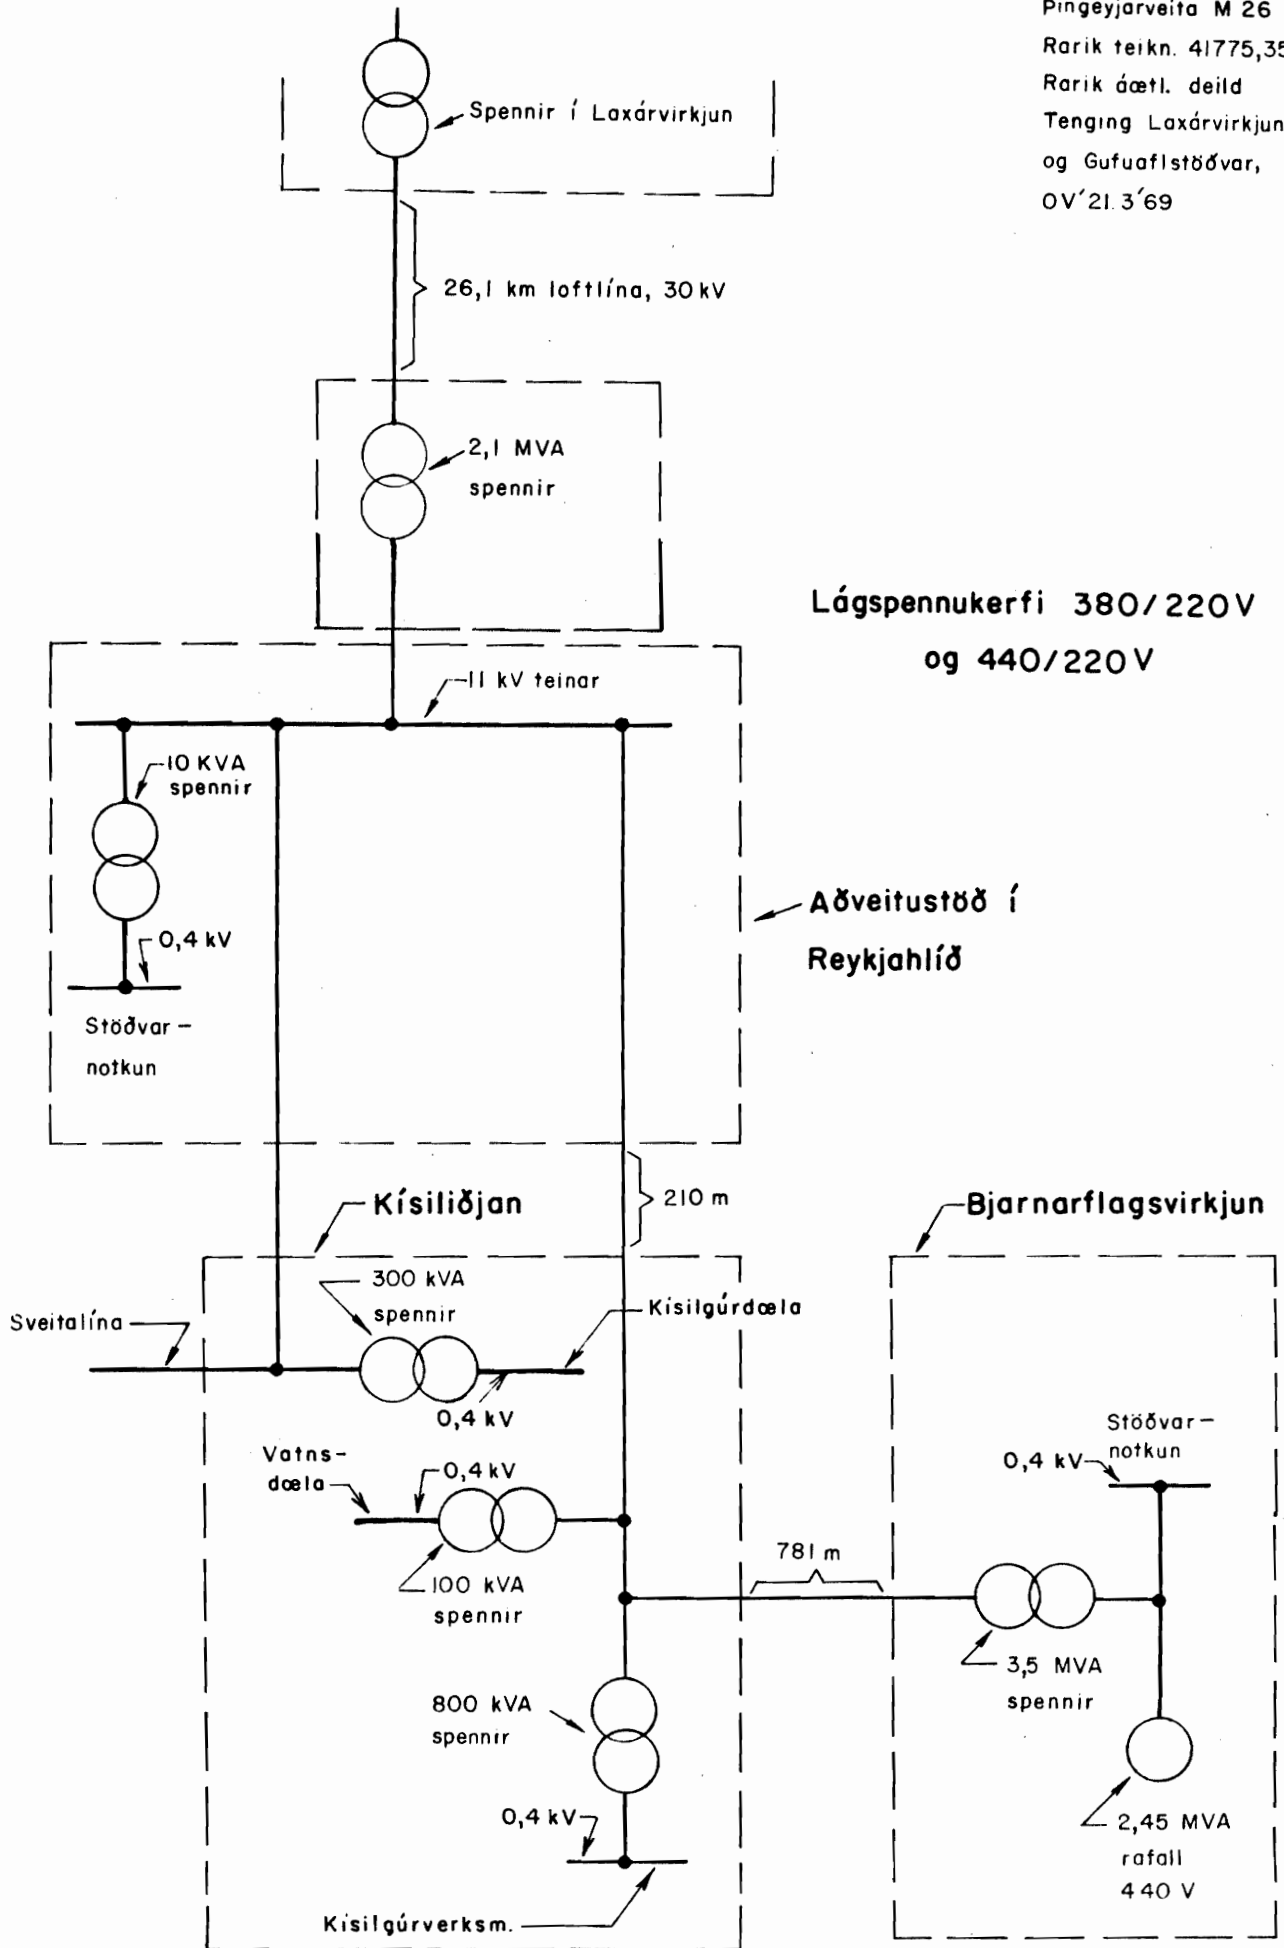 Þingeyjarveita M 26
Rarik teikn. 41775,35
Rarik áætl. deild
Tenging Laxárvirkjun
og Gufuaflstöðvar,
OV'21.3'69
Spennir í Laxárvirkjun
26,1 km loftlína, 30 kV
2,1 MVA
spennir
Lágspennukerfi 380/220 V
og 440/220 V
11 kV teinar
10 KVA
spennir
Aðveitustöð í
Reykjahlíð
0,4 kV
Stöðvar-
notkun
210 m
Kísiliðjan
Bjarnarflagsvirkjun
300 kVA
spennir
Sveitalína
Kísilgúrdæla
0,4 kV
Vatns-
dæla
0,4 kV
100 kVA
spennir
Stöðvar-
notkun
0,4 kV
781 m
3,5 MVA
spennir
800 kVA
spennir
0,4 kV
2,45 MVA
rafall
440 V
Kísilgúrverksm.